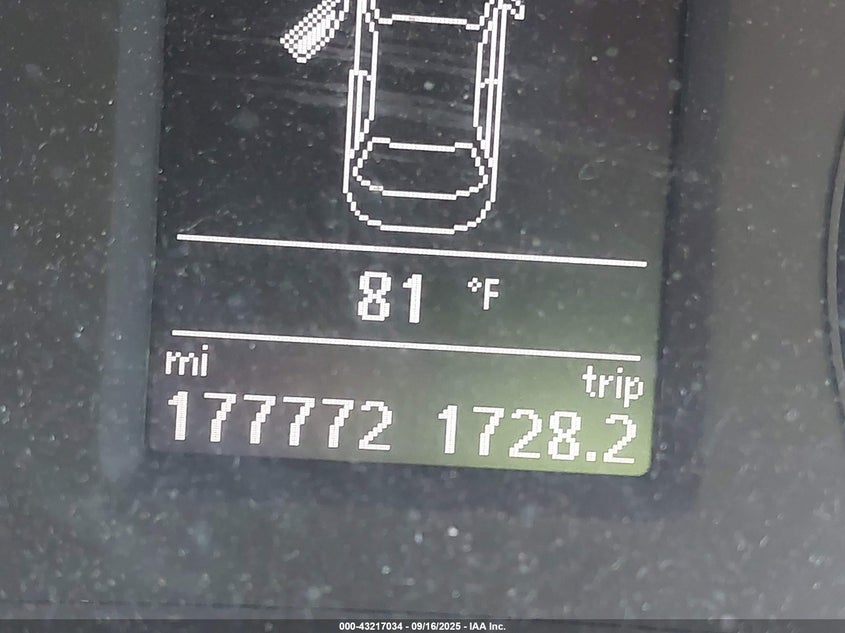 81 °F
mi trip
177772 1728.2
000-43217034 - 09/16/2025 - IAA Inc.